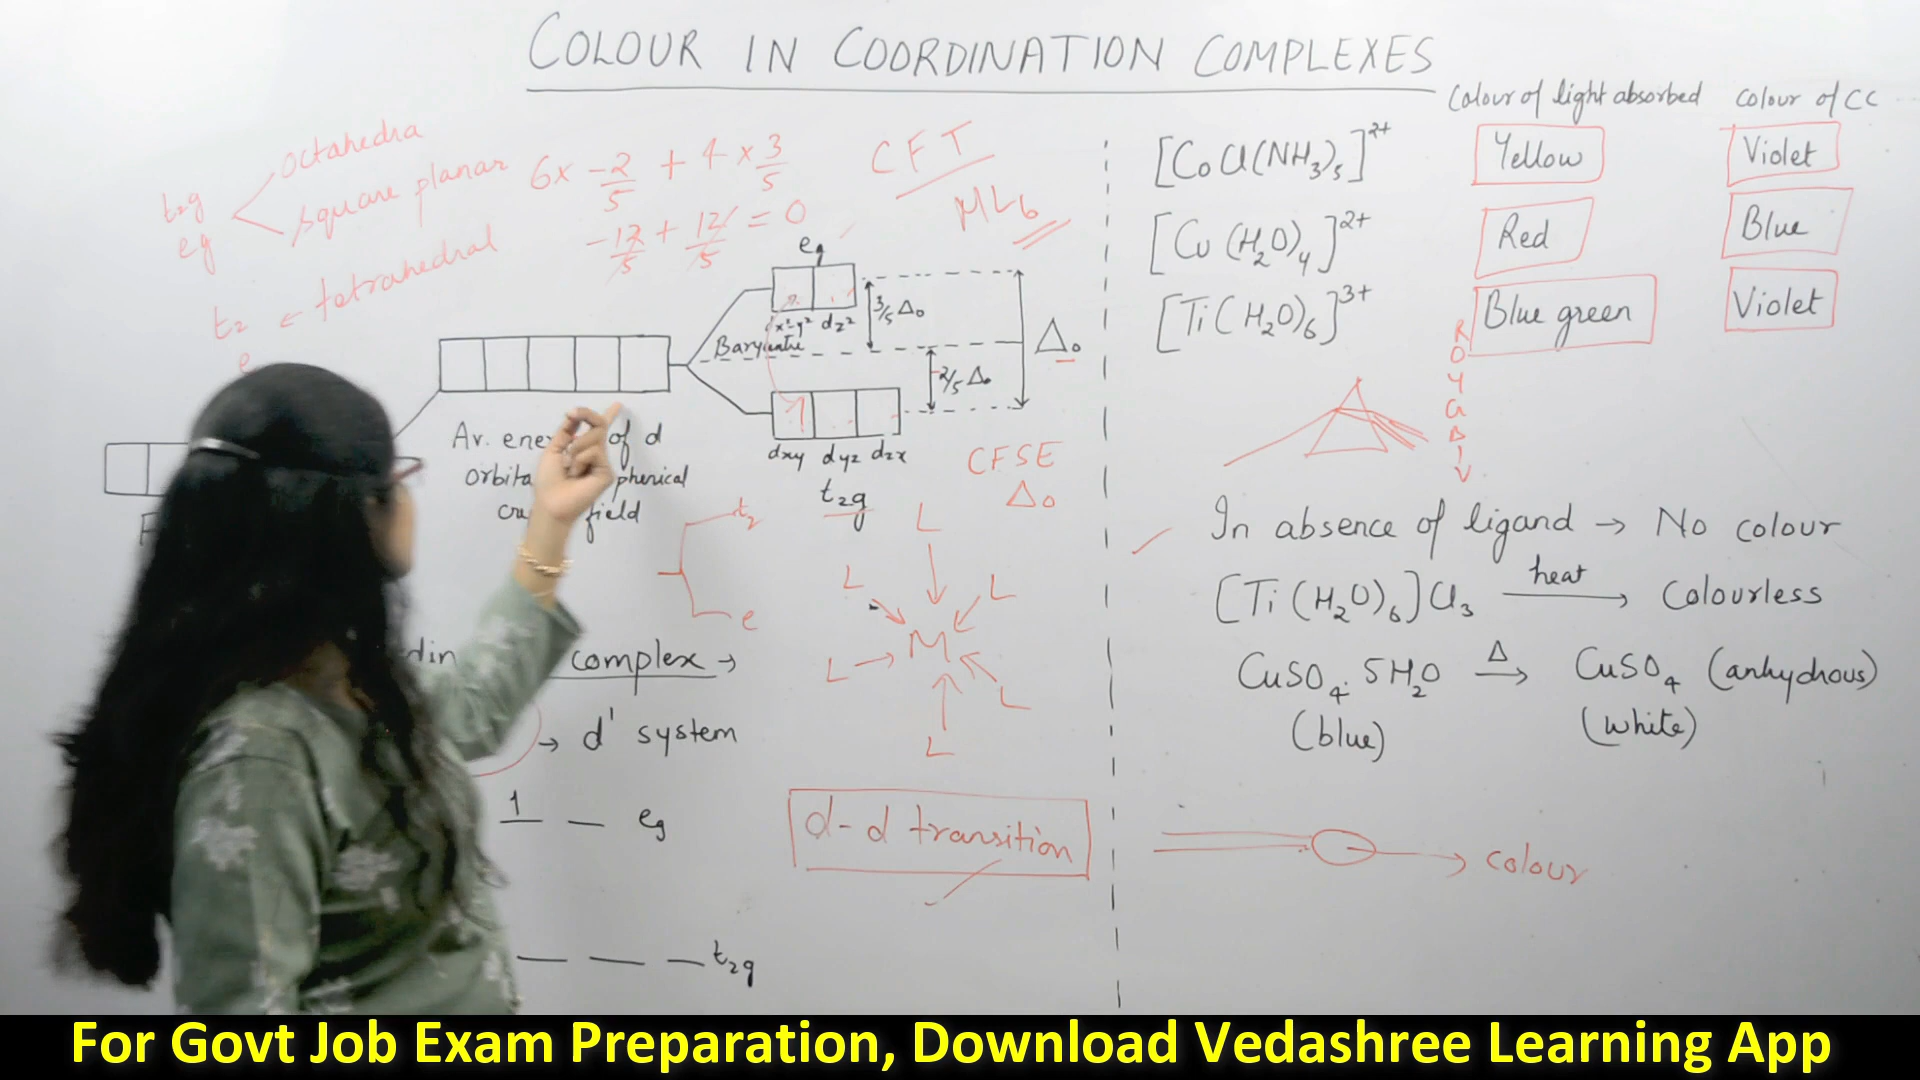 COLOUR IN COORDINATION COMPLEXES
Colour of light absorbed
Colour of CC
octahedra
square planar
t2g
eg
tetrahedral
t2
e
6x -2/5 + 4 x 3/5
-12/5 + 12/5 = 0
CFT
ML6
eg
dx²-y² dz²
3/5 Δo
Barycentre
Δo
2/5 Δo
dxy dyz dzx
t2g
CFSE
Δo
Av. of d
pherical
field
t2
e
L
L
L
M
L
L
L
complex →
→ d¹ system
1 eg
t2g
d-d transition
[CoCl(NH3)5]²⁺
Yellow
Violet
[Cu(H2O)4]²⁺
Red
Blue
[Ti(H2O)6]³⁺
Blue green
Violet
R
O
Y
G
B
I
V
In absence of ligand → No colour
[Ti(H2O)6]Cl3 heat → Colourless
CuSO4.5H2O Δ → CuSO4 (anhydrous)
(blue)
(white)
→ colour
For Govt Job Exam Preparation, Download Vedashree Learning App